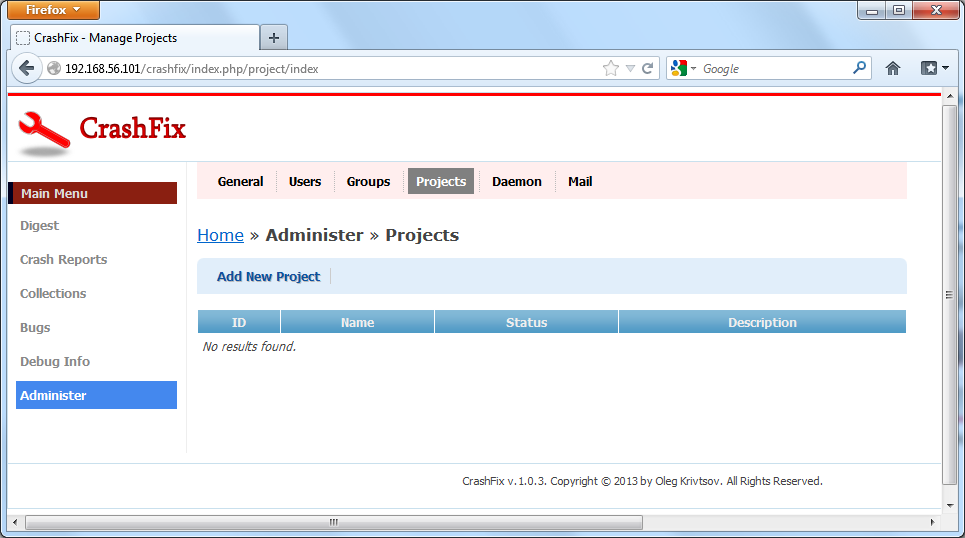 Firefox
CrashFix - Manage Projects
192.168.56.101/crashfix/index.php/project/index
Google
CrashFix
General Users Groups Projects Daemon Mail
Main Menu
Digest
Crash Reports
Collections
Bugs
Debug Info
Administer
Home » Administer » Projects
Add New Project
ID Name Status Description
No results found.
CrashFix v.1.0.3. Copyright © 2013 by Oleg Krivtsov. All Rights Reserved.